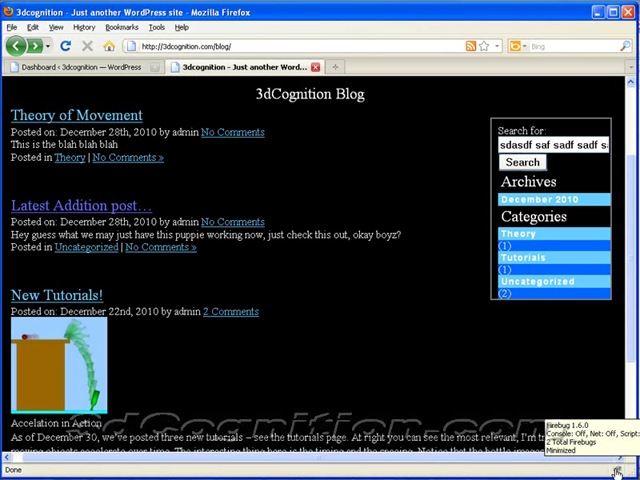 3dcognition - Just another WordPress site - Mozilla Firefox
File Edit View History Bookmarks Tools Help
http://3dcognition.com/blog/
Bing
Dashboard ‹ 3dcognition — WordPress
3dcognition - Just another Word...
3dCognition Blog
Theory of Movement
Posted on: December 28th, 2010 by admin No Comments
This is the blah blah blah
Posted in Theory | No Comments »
Latest Addition post...
Posted on: December 28th, 2010 by admin No Comments
Hey guess what we may just have this puppie working now, just check this out, okay boyz?
Posted in Uncategorized | No Comments »
New Tutorials!
Posted on: December 22nd, 2010 by admin 2 Comments
Accelation in Action
As of December 30, we've posted three new tutorials – see the tutorials page. At right you can see the most relevant, I'm
Search for:
sdasdf saf sadf sadf
Search
Archives
December 2010
Categories
Theory
(1)
Tutorials
(1)
Uncategorized
(2)
3dCognition.com
Firebug 1.6.0
Console: Off, Net: Off, Script:
2 Total Firebugs
Minimized
Done